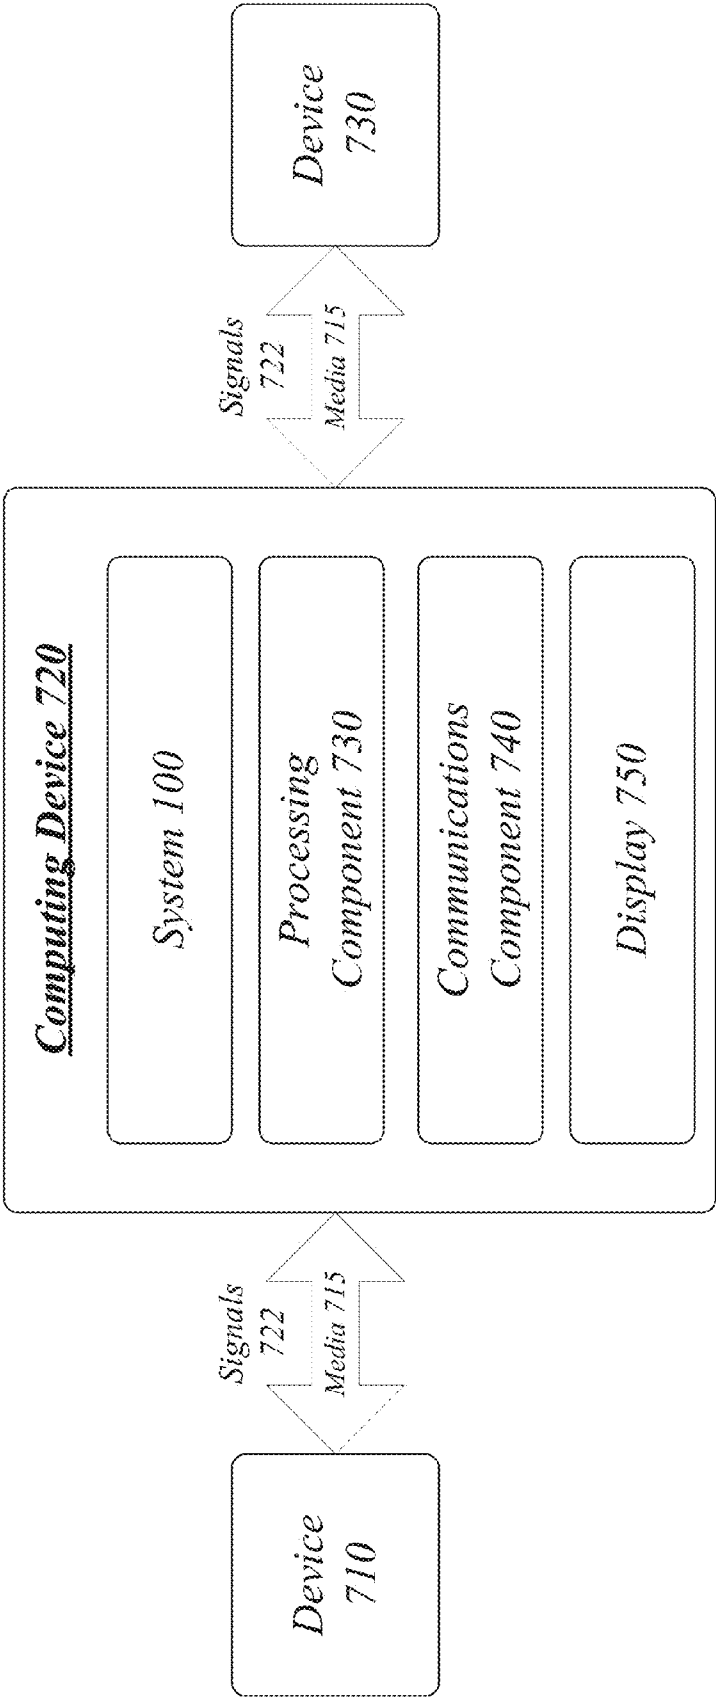 Computing Device 720
Device
710
Signals
722
Media 715
System 100
Processing
Component 730
Communications
Component 740
Display 750
Signals
722
Media 715
Device
730